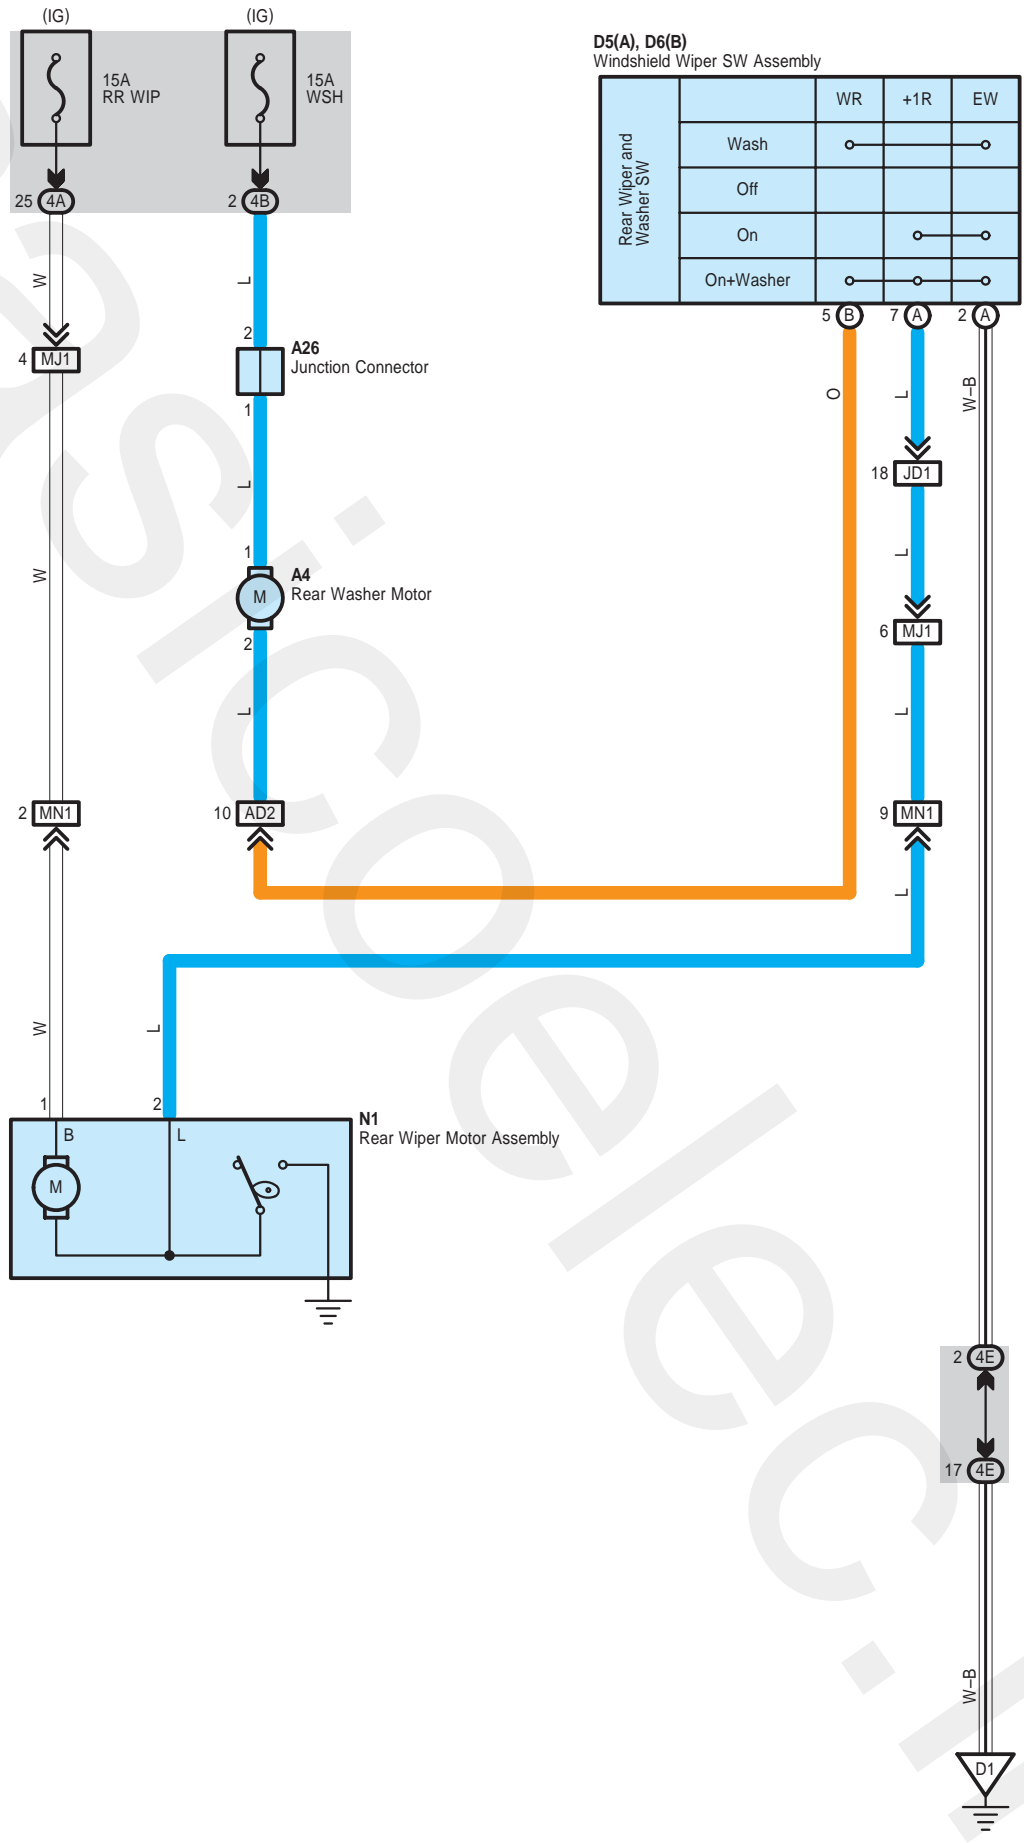 (IG)
(IG)
15A
RR WIP
15A
WSH
25 4A
2 4B
D5(A), D6(B)
Windshield Wiper SW Assembly
Rear Wiper and
Washer SW
WR +1R EW
Wash
Off
On
On+Washer
5 B
7 A
2 A
W
L
2
A26
Junction Connector
1
4 MJ1
O
L
W-B
18 JD1
L
W
1
A4
Rear Washer Motor
M
2
L
6 MJ1
L
L
2 MN1
10 AD2
9 MN1
L
W
L
1
2
N1
Rear Wiper Motor Assembly
B
L
M
2 4E
17 4E
W-B
D1
asicoelec.